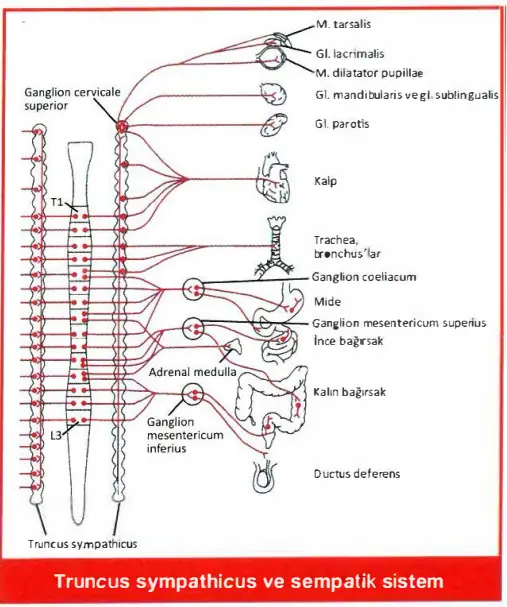 M. tarsalis
Gl. lacrimalis
M. dilatator pupillae
Ganglion cervicale
superior
Gl. mandibularis ve gl. sublingualis
Gl. parotis
Kalp
T1
Trachea,
bronchus'lar
Ganglion coeliacum
Mide
Ganglion mesentericum superius
İnce bağırsak
Adrenal medulla
Kalın bağırsak
Ganglion
mesentericum
inferius
L3
Ductus deferens
Truncus sympathicus
Truncus sympathicus ve sempatik sistem